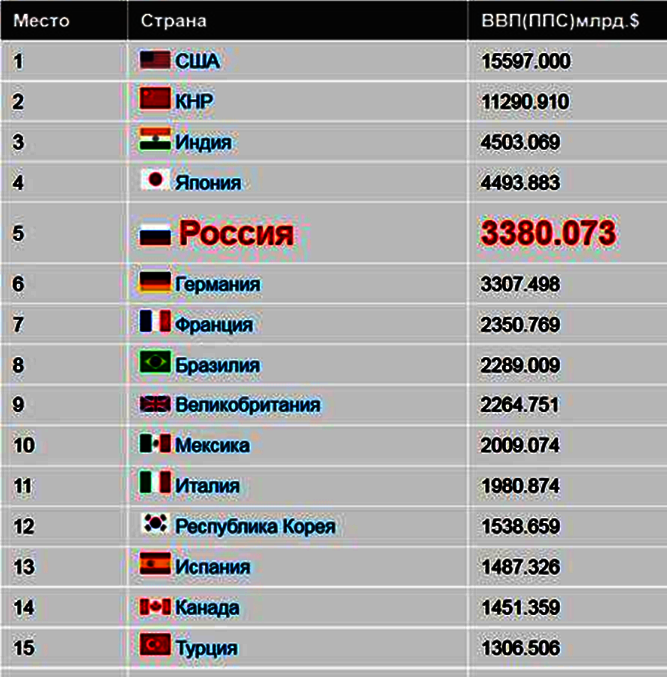 Место Страна ВВП(ППС)млрд.$
1 США 15597.000
2 КНР 11290.910
3 Индия 4503.069
4 Япония 4493.883
5 Россия 3380.073
6 Германия 3307.498
7 Франция 2350.769
8 Бразилия 2289.009
9 Великобритания 2264.751
10 Мексика 2009.074
11 Италия 1980.874
12 Республика Корея 1538.659
13 Испания 1487.326
14 Канада 1451.359
15 Турция 1306.506